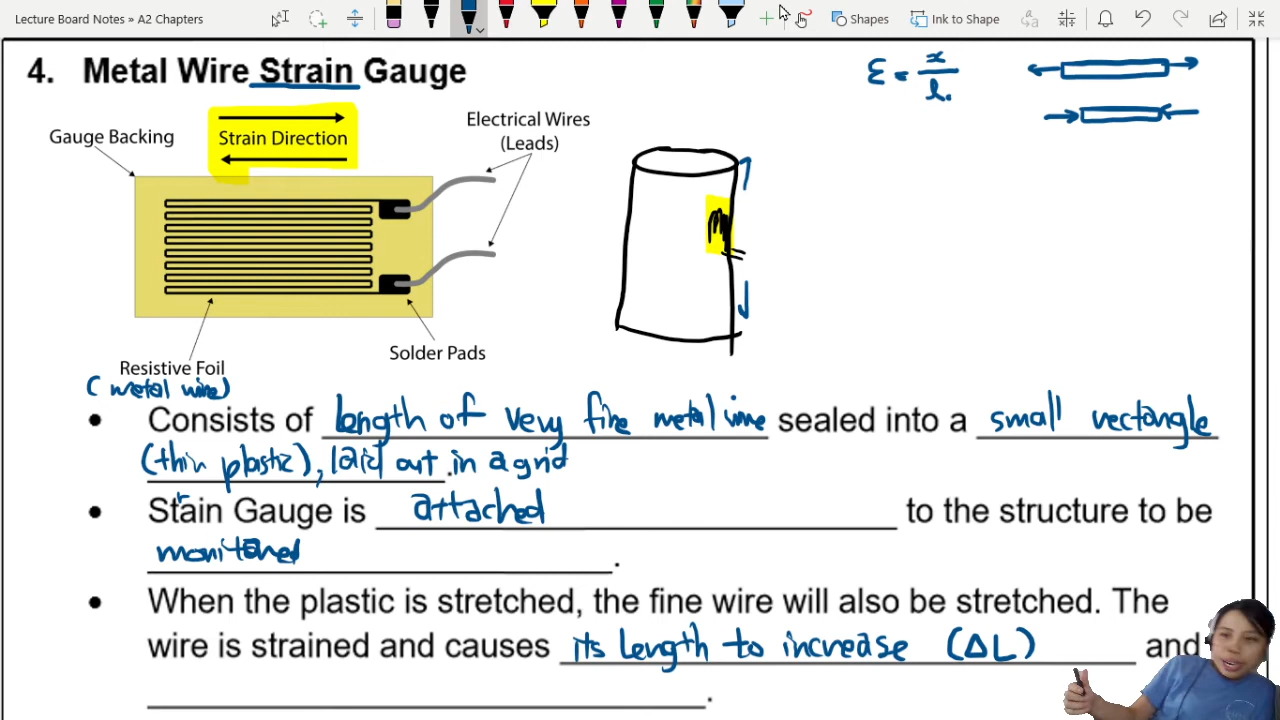 Lecture Board Notes » A2 Chapters
Shapes
Ink to Shape
4. Metal Wire Strain Gauge
ε = x / l.
Gauge Backing
Strain Direction
Electrical Wires
(Leads)
Resistive Foil
Solder Pads
(metal wire)
• Consists of length of very fine metal wire sealed into a small rectangle
(thin plastic), laid out in a grid.
r
• Stain Gauge is attached to the structure to be
monitored.
• When the plastic is stretched, the fine wire will also be stretched. The
wire is strained and causes its length to increase (ΔL) and
.